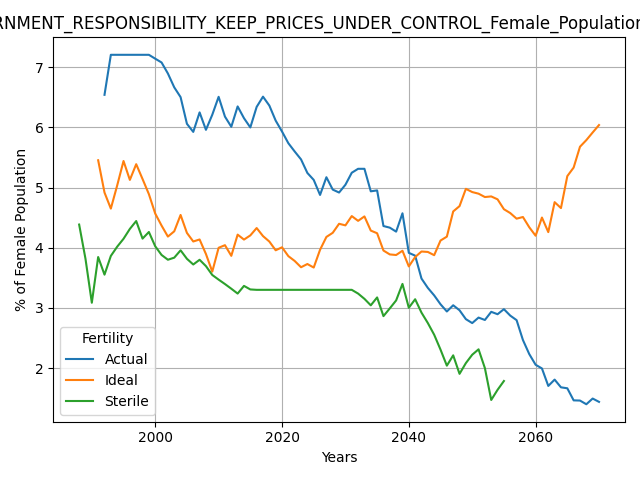 RNMENT_RESPONSIBILITY_KEEP_PRICES_UNDER_CONTROL_Female_Population
% of Female Population
7
6
5
4
3
2
Fertility
Actual
Ideal
Sterile
2000 2020 2040 2060
Years